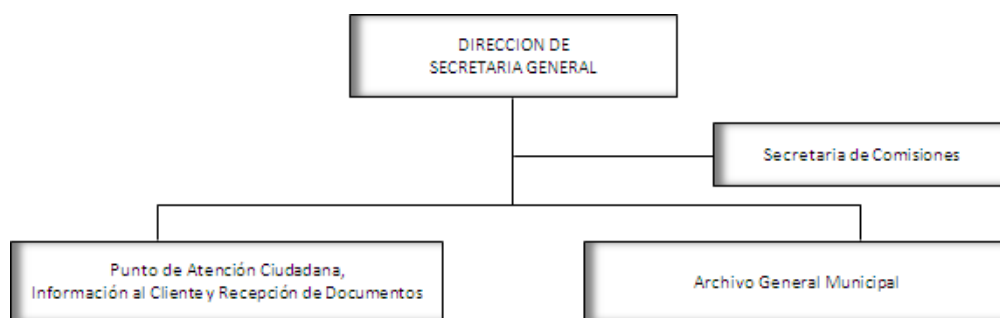 DIRECCION DE
SECRETARIA GENERAL
Secretaria de Comisiones
Punto de Atención Ciudadana,
Información al Cliente y Recepción de Documentos
Archivo General Municipal